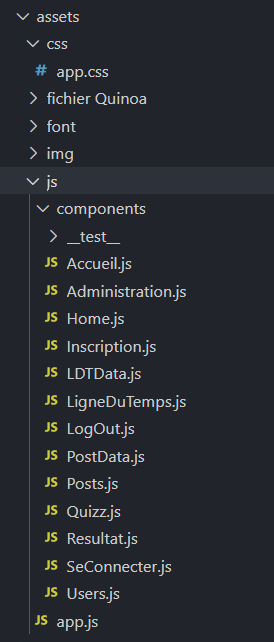 assets
css
# app.css
fichier Quinoa
font
img
js
components
__test__
JS Accueil.js
JS Administration.js
JS Home.js
JS Inscription.js
JS LDTData.js
JS LigneDuTemps.js
JS LogOut.js
JS PostData.js
JS Posts.js
JS Quizz.js
JS Resultat.js
JS SeConnecter.js
JS Users.js
JS app.js